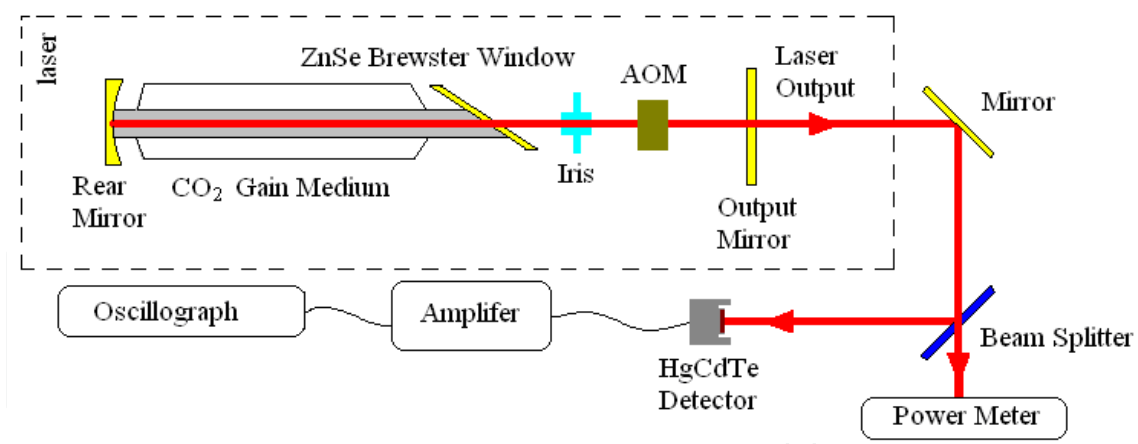 laser
ZnSe Brewster Window
AOM
Laser
Output
Mirror
Rear
Mirror
CO₂ Gain Medium
Iris
Output
Mirror
Oscillograph
Amplifer
HgCdTe
Detector
Beam Splitter
Power Meter